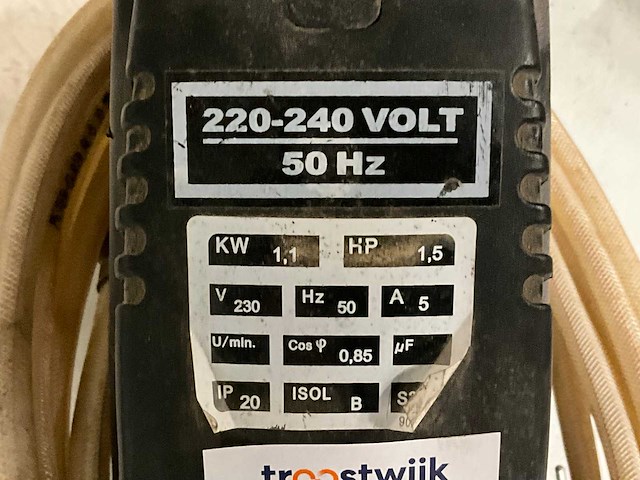 220-240 VOLT
50 Hz
KW 1,1 HP 1,5
V 230 Hz 50 A 5
U/min. Cos φ 0,85 µF
IP 20 ISOL B
troostwijk